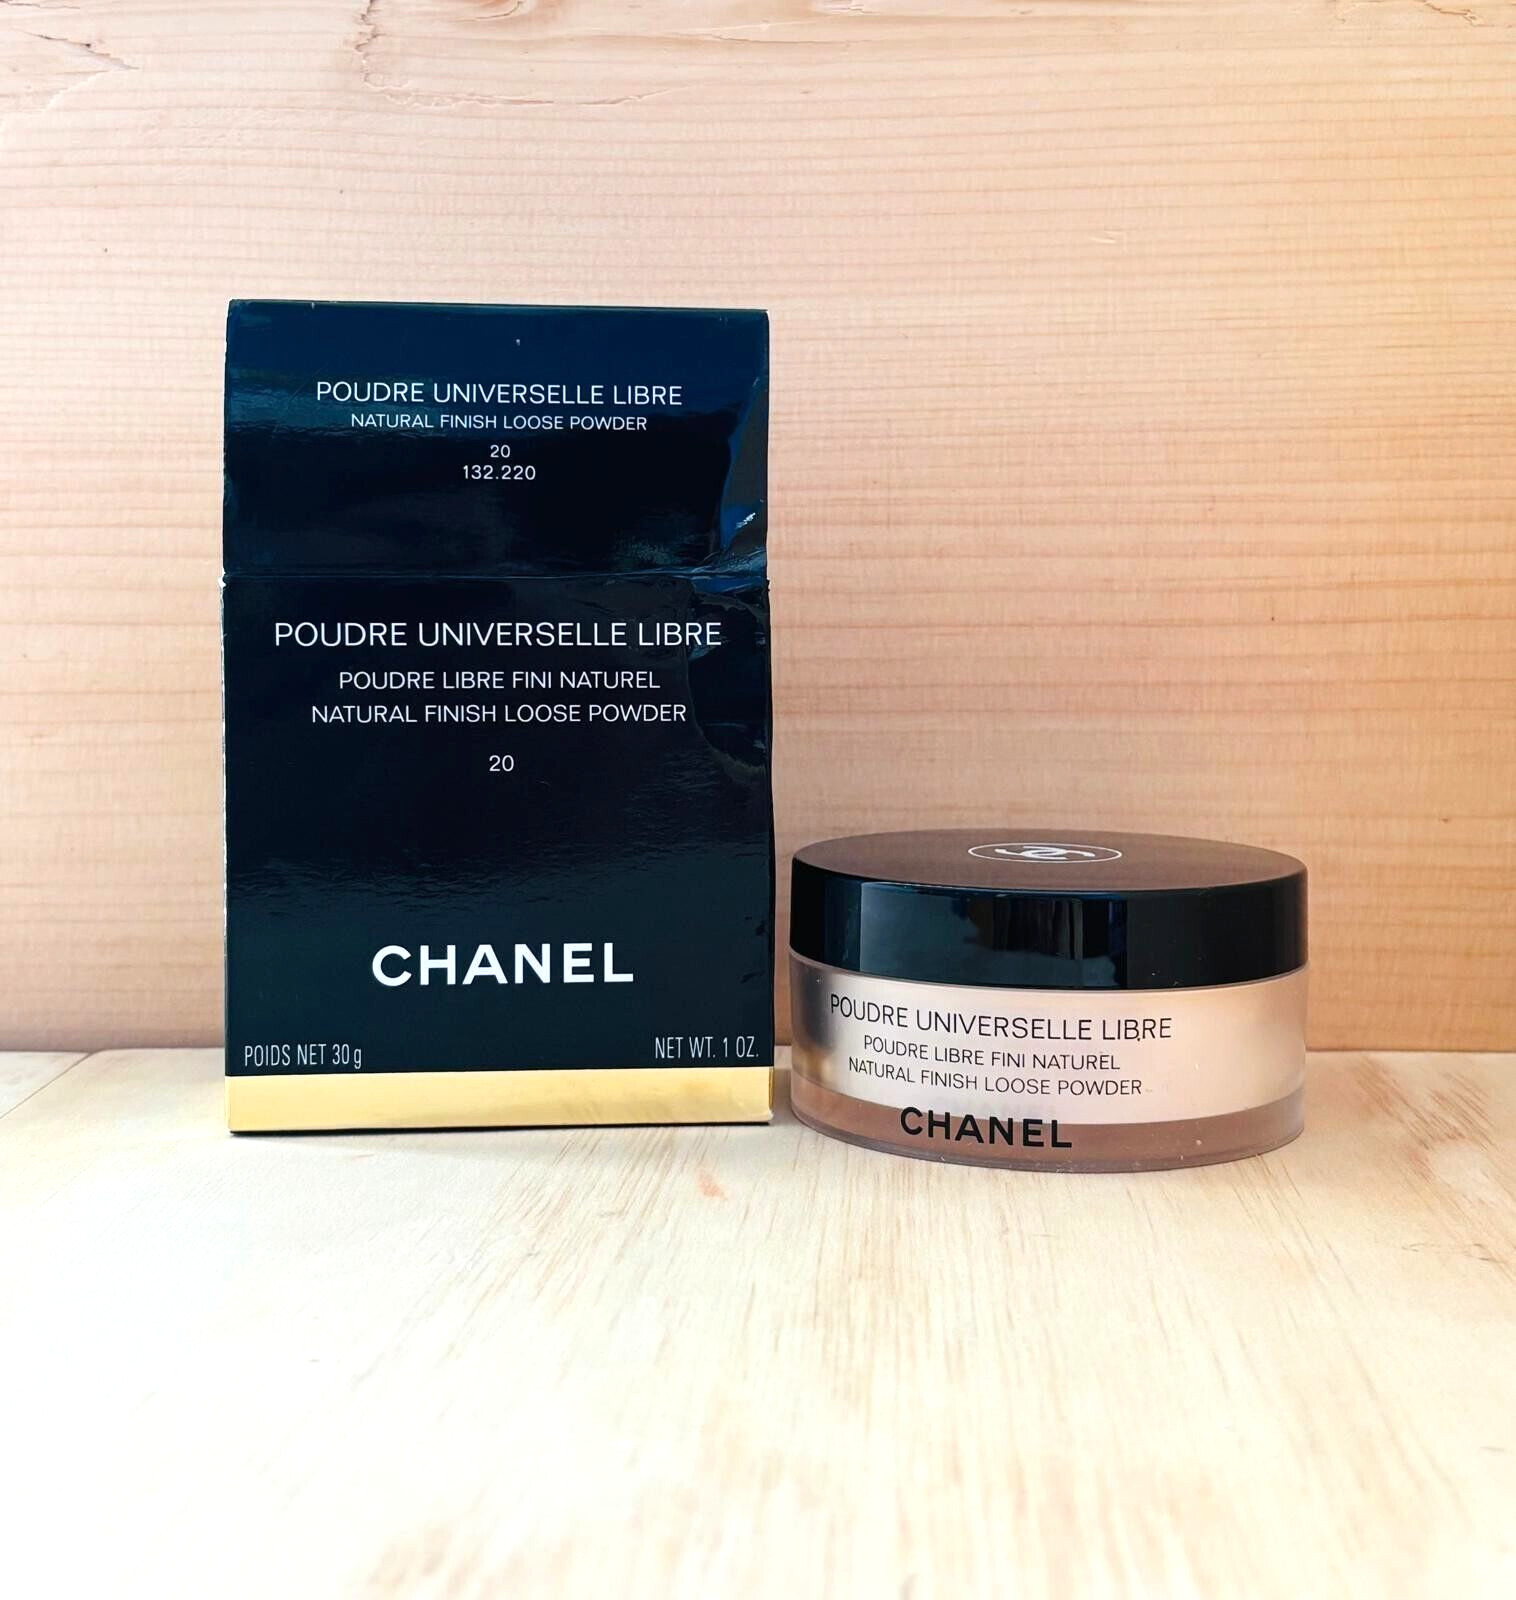 POUDRE UNIVERSELLE LIBRE
NATURAL FINISH LOOSE POWDER
20
132.220
POUDRE UNIVERSELLE LIBRE
POUDRE LIBRE FINI NATUREL
NATURAL FINISH LOOSE POWDER
20
CHANEL
POIDS NET 30 g
NET WT. 1 OZ.
POUDRE UNIVERSELLE LIBRE
POUDRE LIBRE FINI NATUREL
NATURAL FINISH LOOSE POWDER
CHANEL